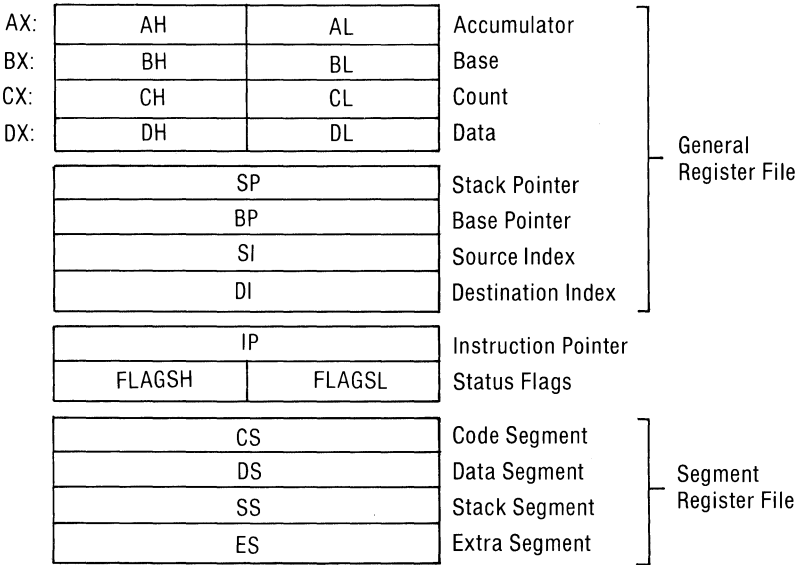 AX: AH AL Accumulator
BX: BH BL Base
CX: CH CL Count
DX: DH DL Data
General
Register File
SP Stack Pointer
BP Base Pointer
SI Source Index
DI Destination Index
IP Instruction Pointer
FLAGSH FLAGSL Status Flags
CS Code Segment
DS Data Segment
SS Stack Segment
ES Extra Segment
Segment
Register File